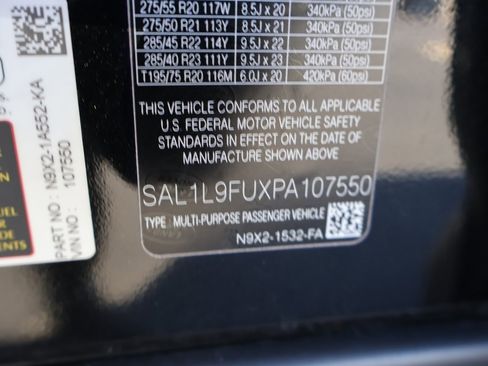 275/55 R20 117W 8.5J x 20 340kPa (50psi)
275/50 R21 113Y 8.5J x 21 340kPa (50psi)
285/45 R22 114Y 9.5J x 22 340kPa (50psi)
285/40 R23 111Y 9.5J x 23 340kPa (50psi)
T195/75 R20 116M 6.0J x 20 420kPa (60psi)
THIS VEHICLE CONFORMS TO ALL APPLICABLE
U.S. FEDERAL MOTOR VEHICLE SAFETY
STANDARDS IN EFFECT ON THE DATE OF
MANUFACTURE SHOWN ABOVE.
SAL1L9FUXPA107550
TYPE: MULTI-PURPOSE PASSENGER VEHICLE
N9X2-1532-FA
PART NO: N9X2-1A552-KA
VIN NO: 107550